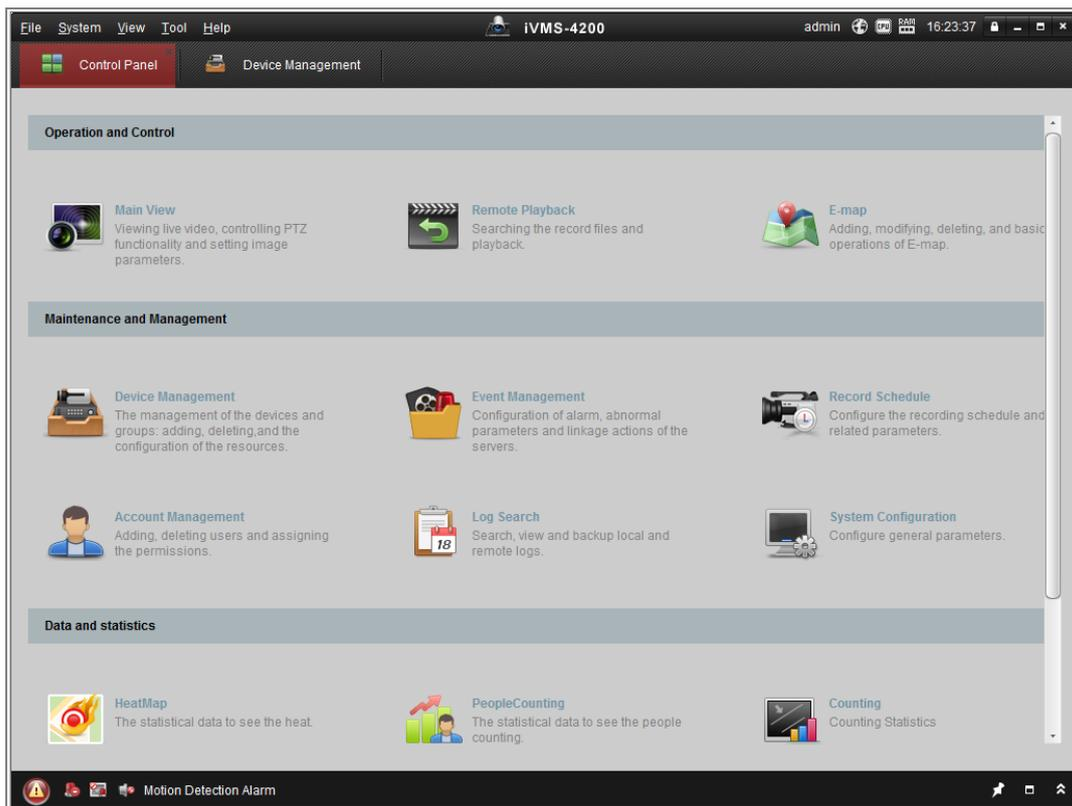 File System View Tool Help
iVMS-4200
admin CPU RAM 16:23:37
Control Panel
Device Management
Operation and Control
Main View
Viewing live video, controlling PTZ
functionality and setting image
parameters.
Remote Playback
Searching the record files and
playback.
E-map
Adding, modifying, deleting, and basic
operations of E-map.
Maintenance and Management
Device Management
The management of the devices and
groups: adding, deleting,and the
configuration of the resources.
Event Management
Configuration of alarm, abnormal
parameters and linkage actions of the
servers.
Record Schedule
Configure the recording schedule and
related parameters.
Account Management
Adding, deleting users and assigning
the permissions.
18
Log Search
Search, view and backup local and
remote logs.
System Configuration
Configure general parameters.
Data and statistics
HeatMap
The statistical data to see the heat.
PeopleCounting
The statistical data to see the people
counting.
Counting
Counting Statistics
Motion Detection Alarm